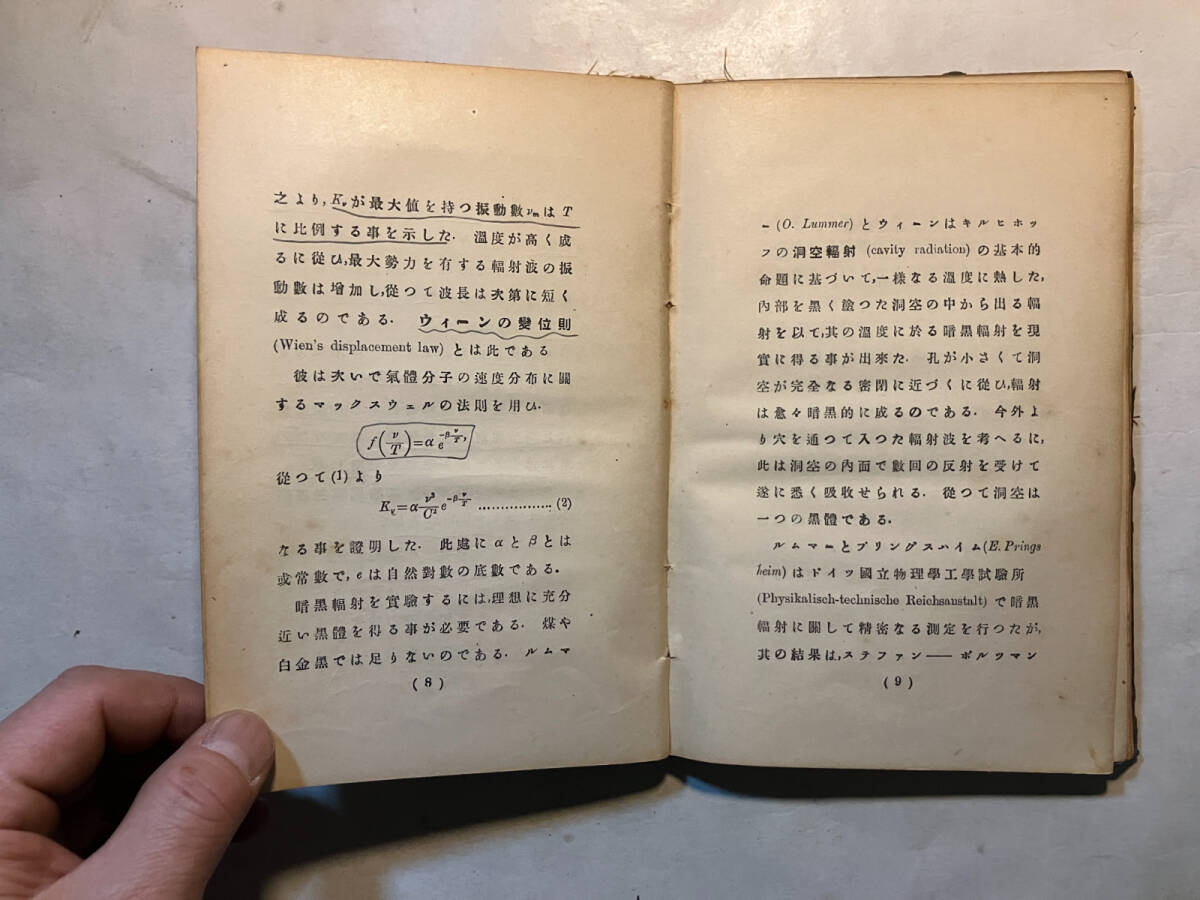 之より, Kνが最大値を持つ振動數νmは T
に比例する事を示した. 溫度が高く成
るに從ひ,最大勢力を有する輻射波の振
動數は增加し,從つて波長は次第に短く
成るのである. ウィーンの變位則
(Wien's displacement law) とは此である
彼は次いで氣體分子の速度分布に關
するマックスウェルの法則を用ひ.
f(ν/T)=α e^{-β ν/T},
從つて(1)より
Kν=α ν³/C² e^{-β ν/T} ..................(2)
なる事を證明した. 此處にαとβとは
或常數で, eは自然對數の底數である.
暗黑輻射を實驗するには,理想に充分
近い黑體を得る事が必要である. 煤や
白金黑では足りないのである. ルムマ
(8)
ー(O. Lummer)とウィーンはキルヒホッ
フの洞空輻射 (cavity radiation) の基本的
命題に基づいて,一樣なる溫度に熱した,
內部を黑く塗つた洞空の中から出る輻
射を以て,其の溫度に於る暗黑輻射を現
實に得る事が出來た. 孔が小さくて洞
空が完全なる密閉に近づくに從ひ,輻射
は愈々暗黑的に成るのである. 今外よ
り穴を通つて入つた輻射波を考へるに,
此は洞空の內面で數回の反射を受けて
遂に悉く吸收せられる. 從つて洞空は
一つの黑體である.
ルムマーとプリングスハイム(E. Prings
heim)はドイツ國立物理學工學試驗所
(Physikalisch-technische Reichsanstalt)で暗黑
輻射に關して精密なる測定を行つたが,
其の結果は,ステファン——ボルツマン
(9)